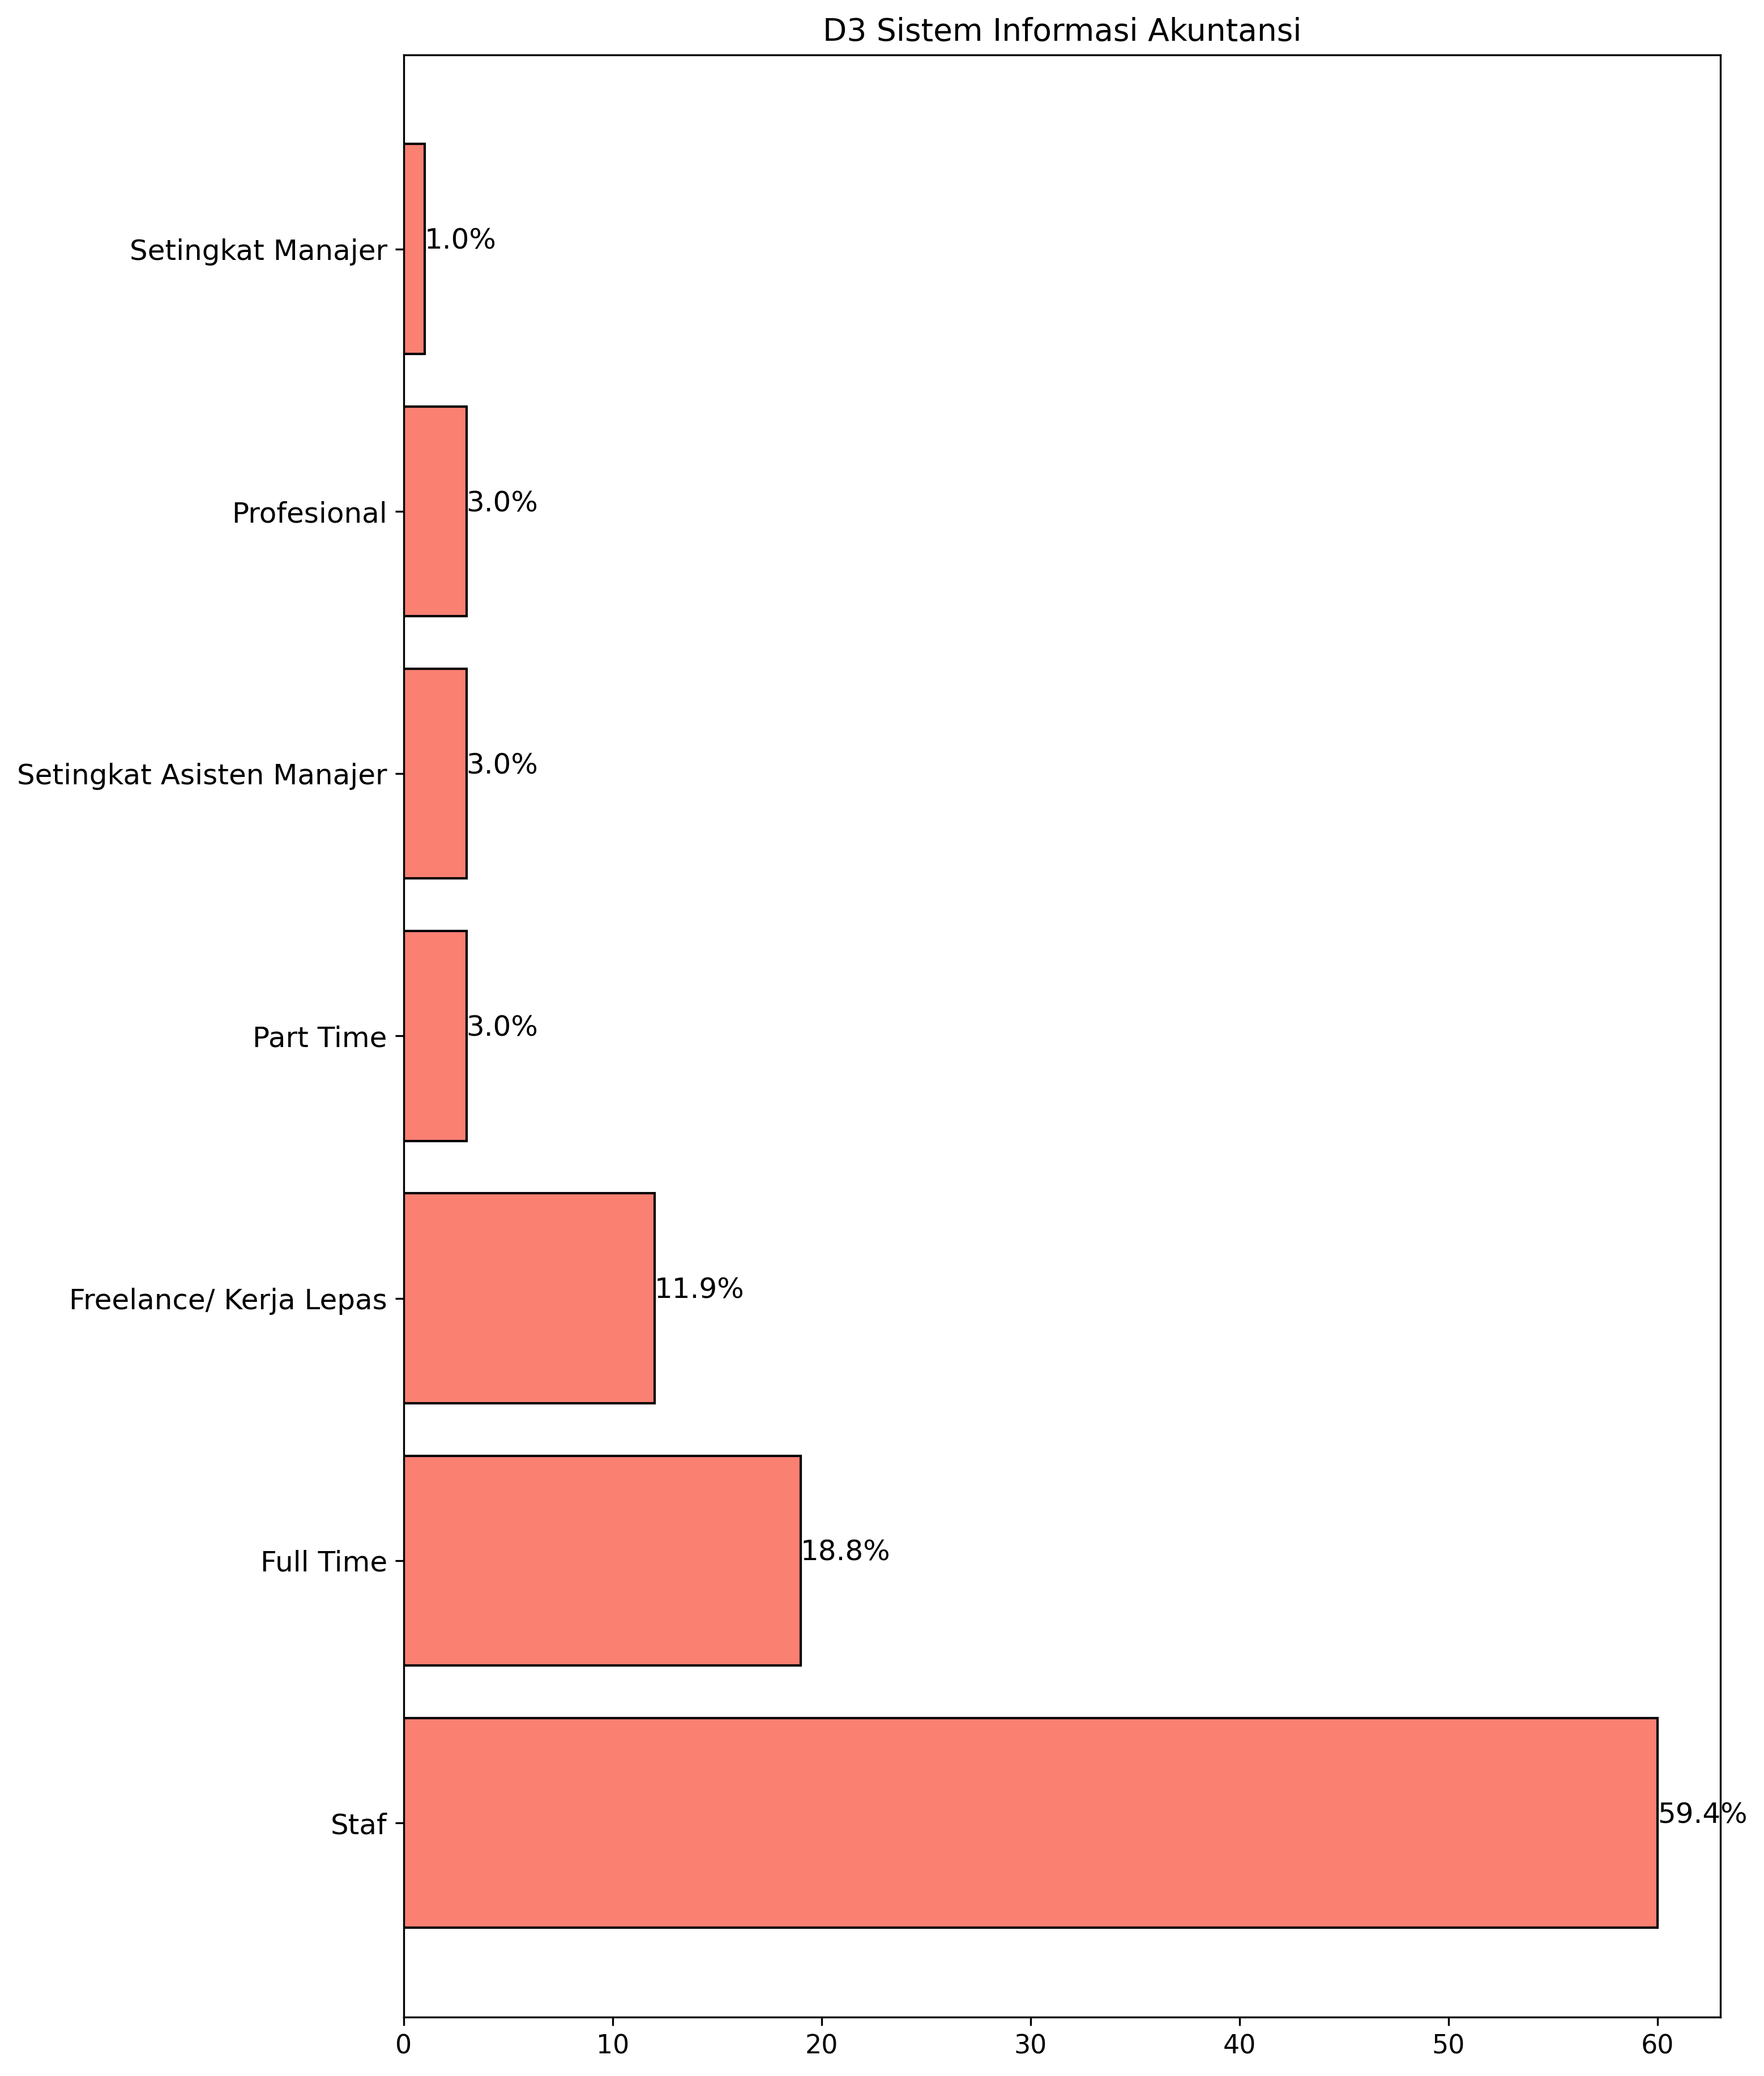 D3 Sistem Informasi Akuntansi
Setingkat Manajer
1.0%
Profesional
3.0%
Setingkat Asisten Manajer
3.0%
Part Time
3.0%
Freelance/ Kerja Lepas
11.9%
Full Time
18.8%
Staf
59.4%
0 10 20 30 40 50 60